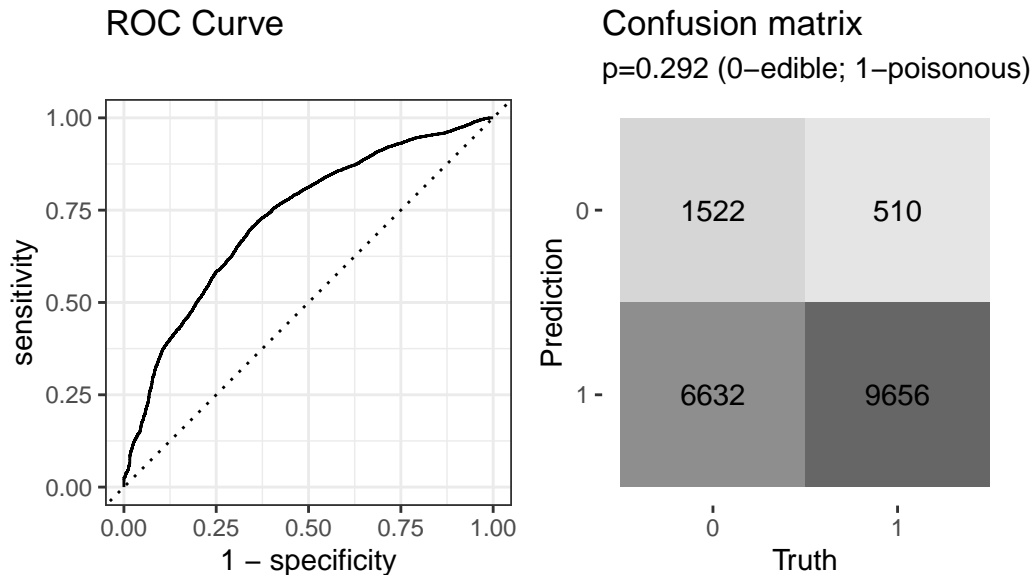 ROC Curve
1.00
0.75
0.50
0.25
0.00
sensitivity
0.00 0.25 0.50 0.75 1.00
1 − specificity
Confusion matrix
p=0.292 (0−edible; 1−poisonous)
0
1522 510
1
6632 9656
Prediction
0 1
Truth